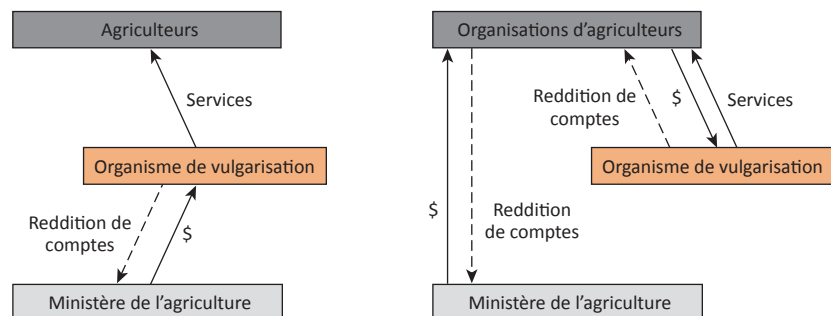 Agriculteurs
Services
Organisme de vulgarisation
Reddition de
comptes
$
Ministère de l'agriculture
Organisations d'agriculteurs
Reddition de
comptes
$
Services
Organisme de vulgarisation
$
Reddition
de comptes
Ministère de l'agriculture